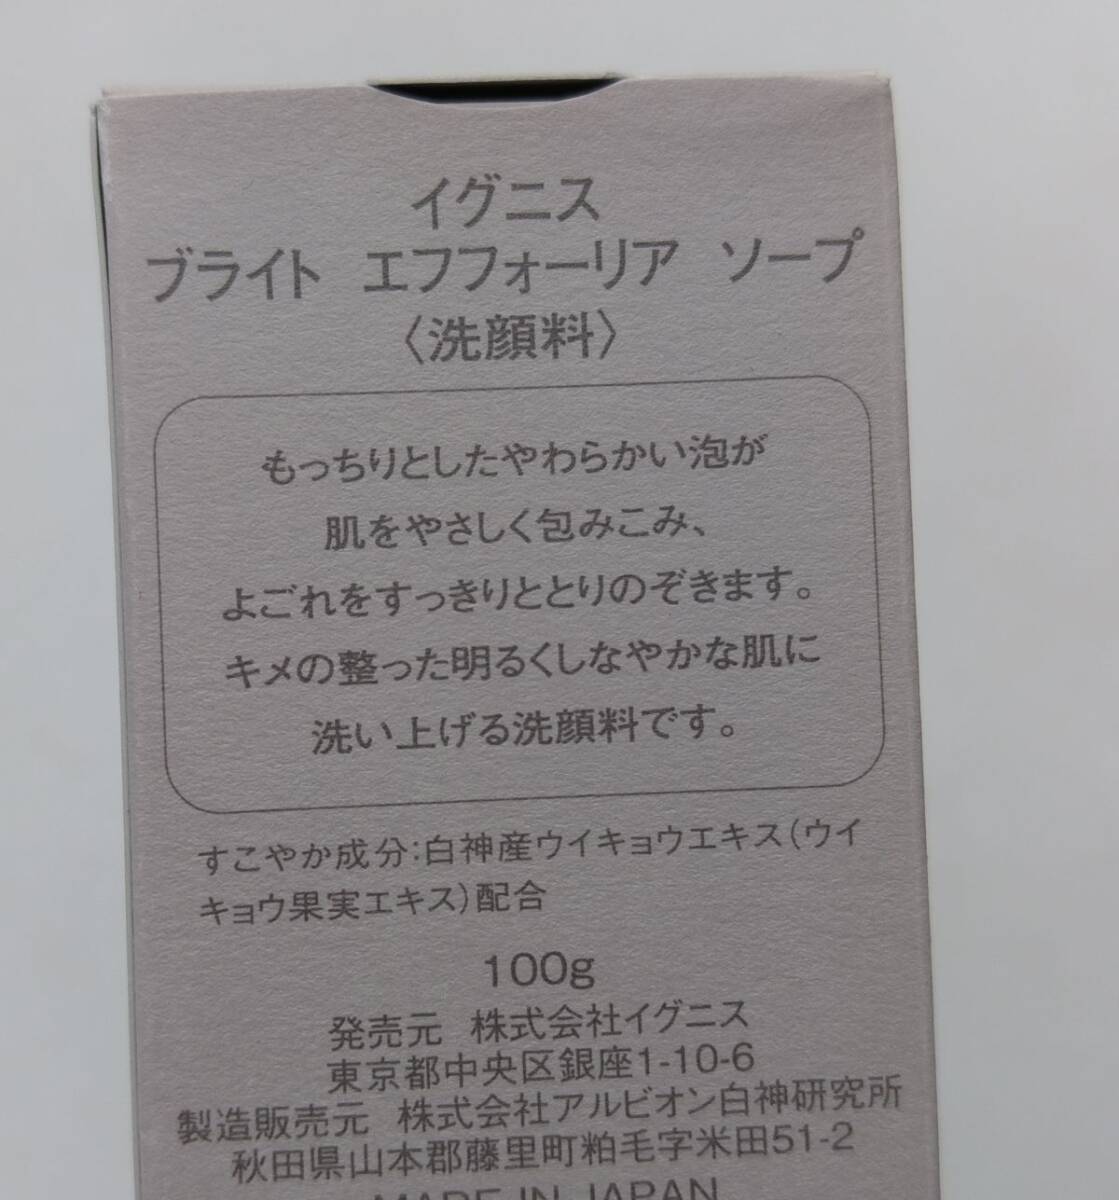 イグニス
ブライト エフフォーリア ソープ
〈洗顔料〉
もっちりとしたやわらかい泡が
肌をやさしく包みこみ、
よごれをすっきりととりのぞきます。
キメの整った明るくしなやかな肌に
洗い上げる洗顔料です。
すこやか成分:白神産ウイキョウエキス(ウイ
キョウ果実エキス)配合
100g
発売元 株式会社イグニス
東京都中央区銀座1-10-6
製造販売元 株式会社アルビオン白神研究所
秋田県山本郡藤里町粕毛字米田51-2
MADE IN JAPAN